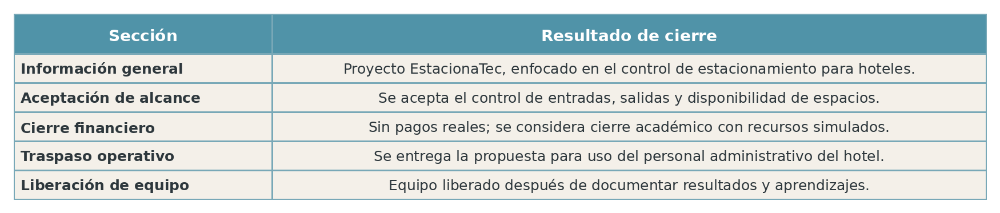 Sección Resultado de cierre
Información general Proyecto EstacionaTec, enfocado en el control de estacionamiento para hoteles.
Aceptación de alcance Se acepta el control de entradas, salidas y disponibilidad de espacios.
Cierre financiero Sin pagos reales; se considera cierre académico con recursos simulados.
Traspaso operativo Se entrega la propuesta para uso del personal administrativo del hotel.
Liberación de equipo Equipo liberado después de documentar resultados y aprendizajes.